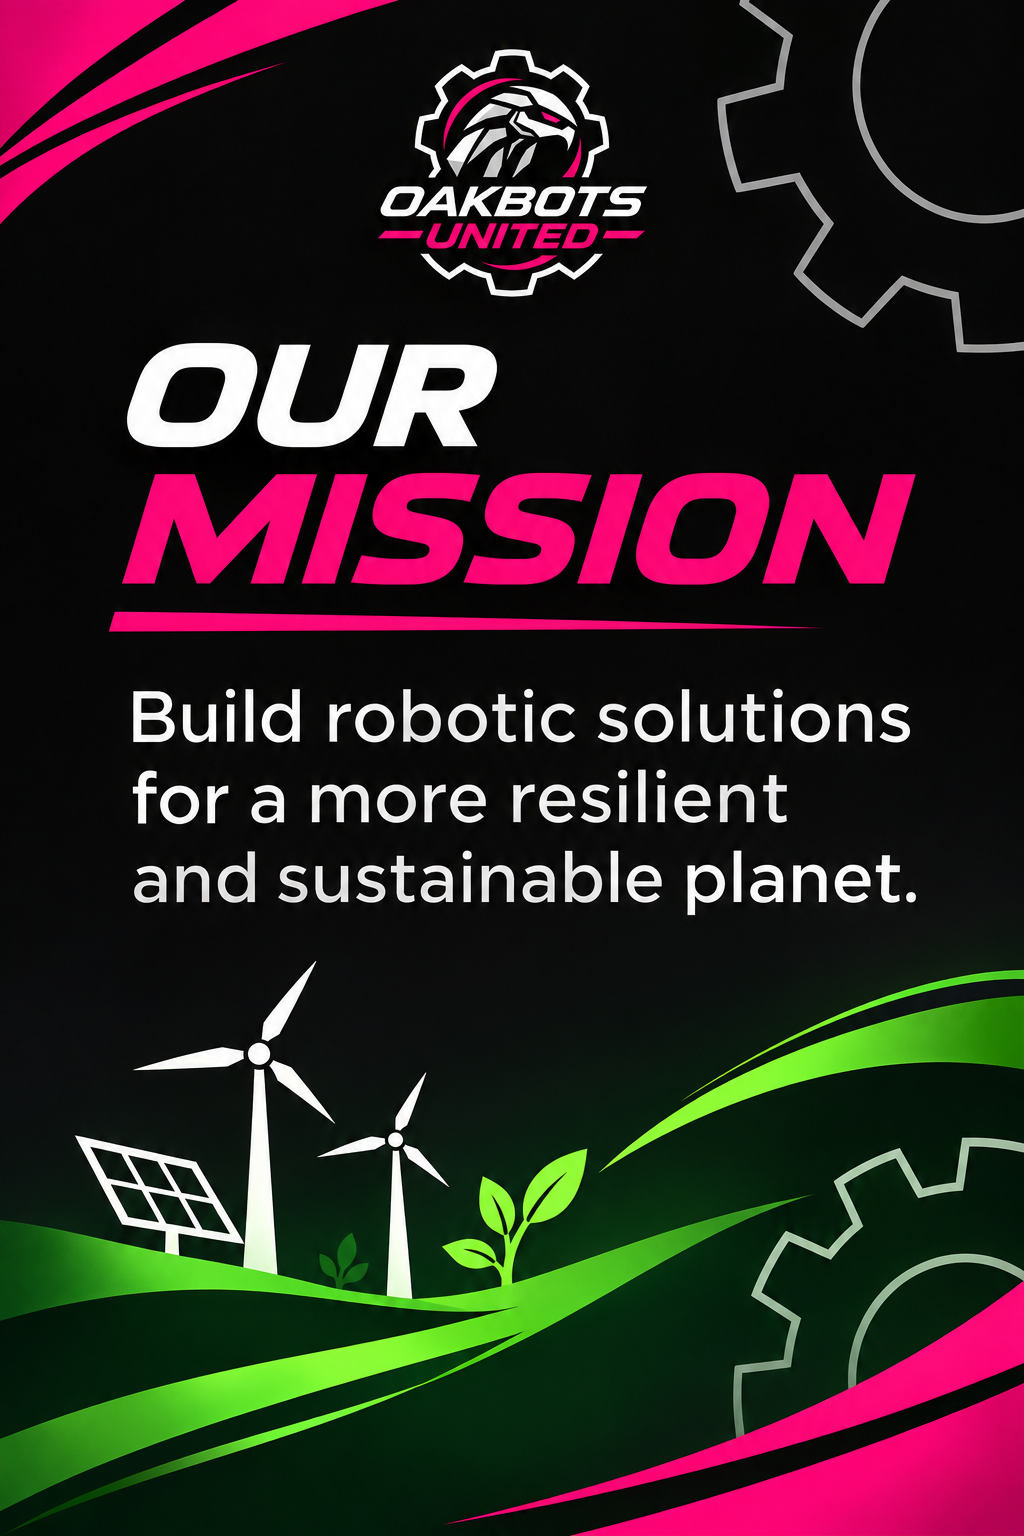 OAKBOTS
UNITED
OUR
MISSION
Build robotic solutions
for a more resilient
and sustainable planet.